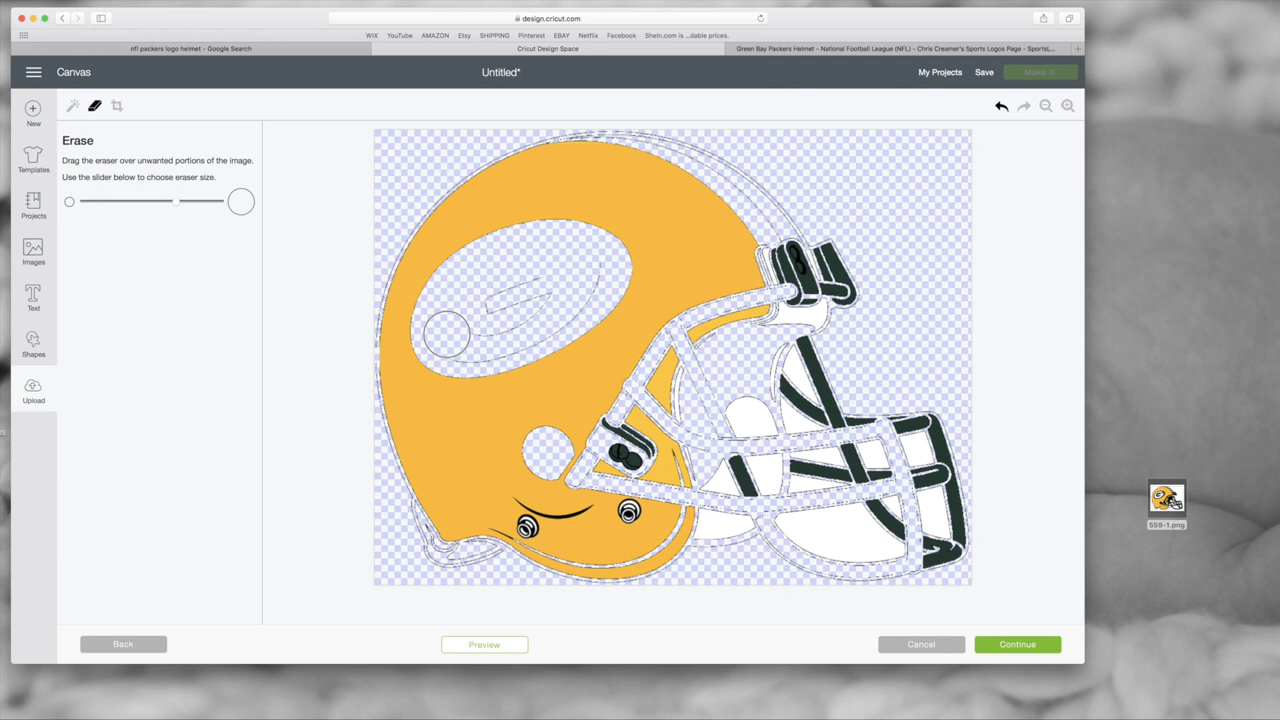 design.cricut.com
WIX YouTube AMAZON Etsy SHIPPING Pinterest EBAY Netflix Facebook SheIn.com is ...dable prices.
nfl packers logo helmet - Google Search
Cricut Design Space
Green Bay Packers Helmet - National Football League (NFL) - Chris Creamer's Sports Logos Page - SportsL...
Canvas
Untitled*
My Projects
Save
Make It
New
Templates
Projects
Images
Text
Shapes
Upload
Erase
Drag the eraser over unwanted portions of the image.
Use the slider below to choose eraser size.
559-1.png
Back
Preview
Cancel
Continue